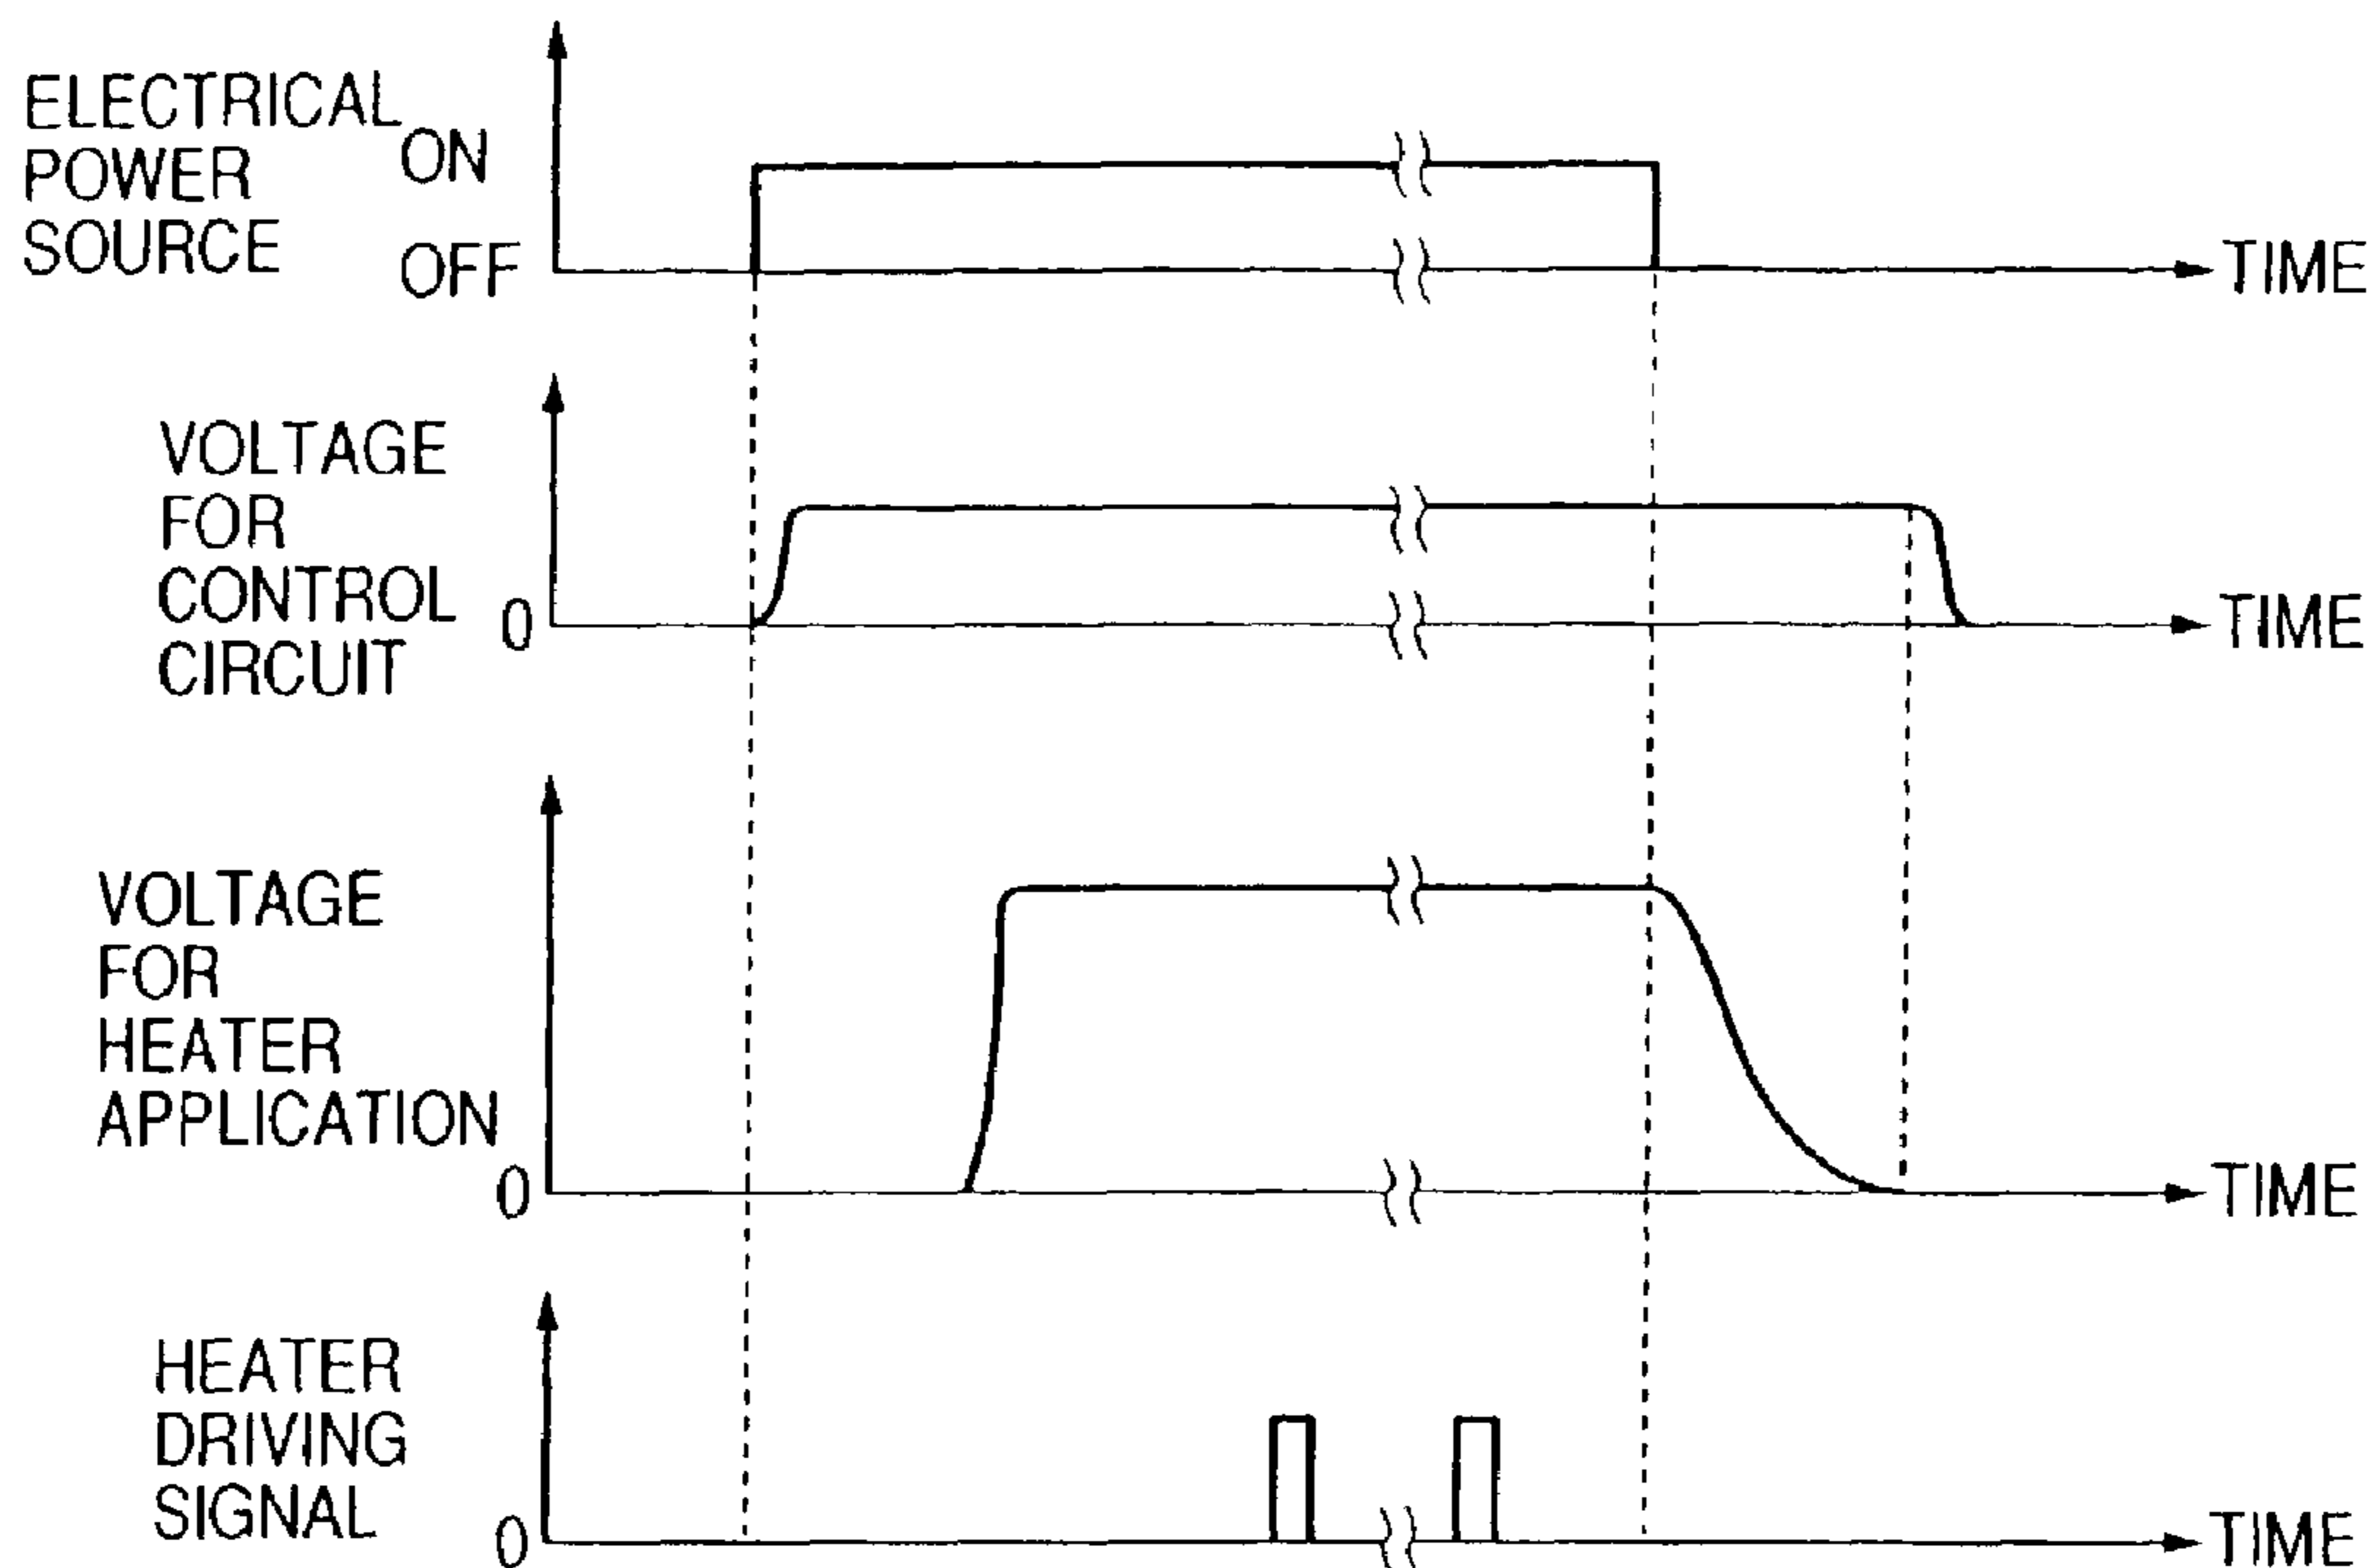 ELECTRICAL
POWER
SOURCE
ON
OFF
TIME
VOLTAGE
FOR
CONTROL
CIRCUIT
0
TIME
VOLTAGE
FOR
HEATER
APPLICATION
0
TIME
HEATER
DRIVING
SIGNAL
0
TIME